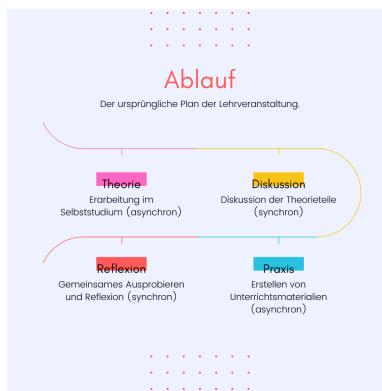 Ablauf
Der ursprüngliche Plan der Lehrveranstaltung.
Theorie
Erarbeitung im
Selbststudium (asynchron)
Diskussion
Diskussion der Theorieteile
(synchron)
Reflexion
Gemeinsames Ausprobieren
und Reflexion (synchron)
Praxis
Erstellen von
Unterrichtsmaterialien
(asynchron)